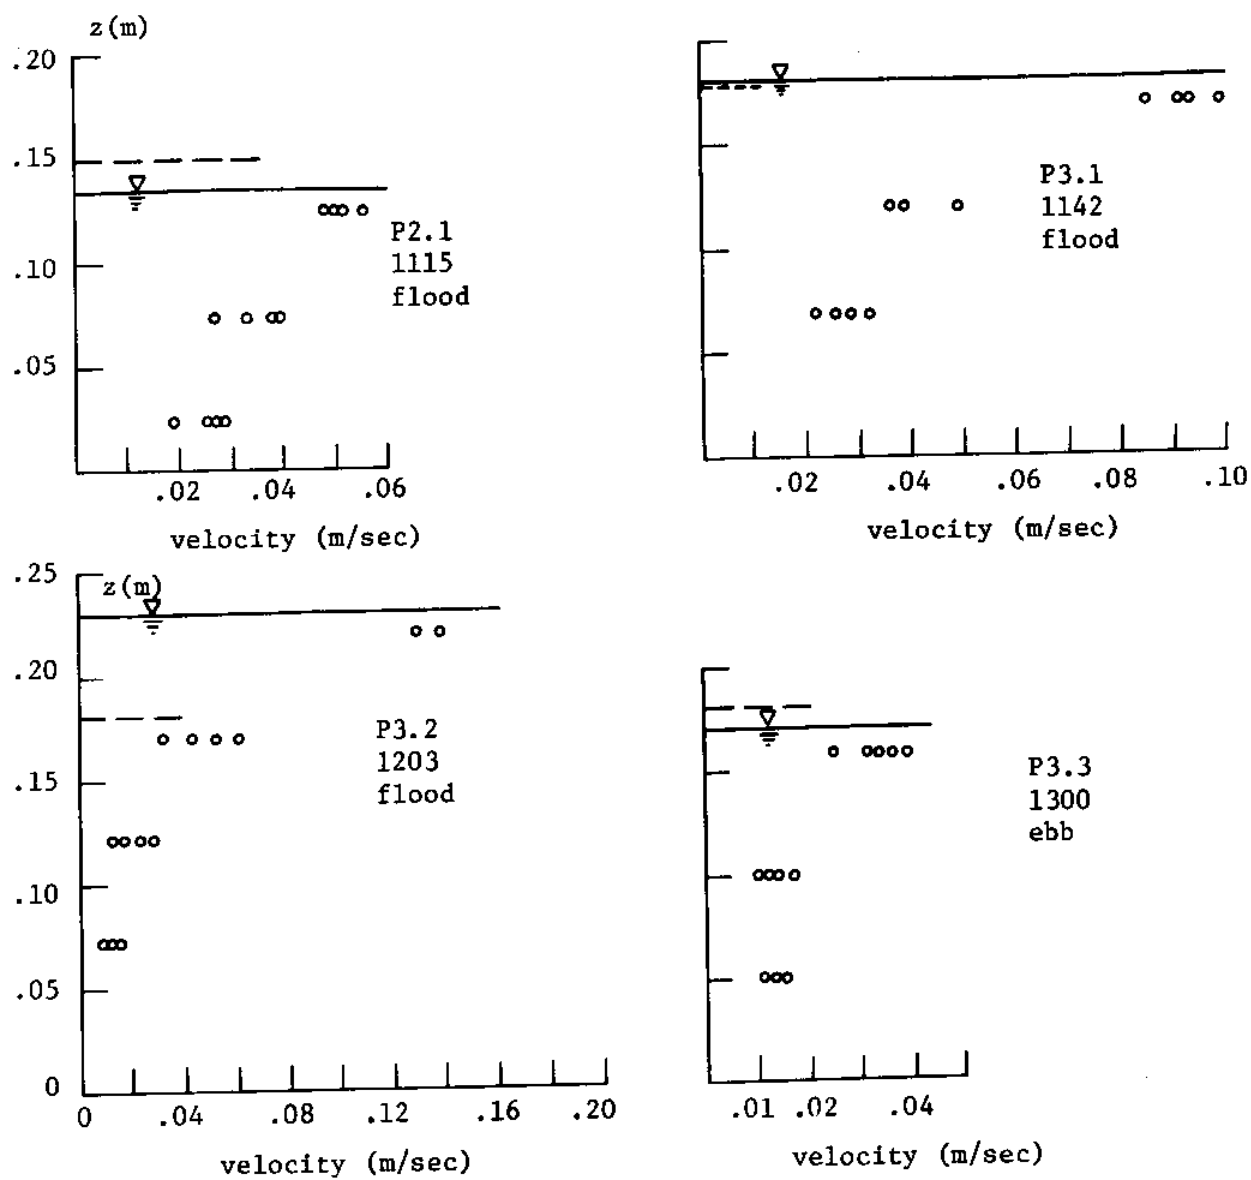 z(m)
.20
.15
.10
.05
P2.1
1115
flood
.02 .04 .06
velocity (m/sec)
P3.1
1142
flood
.02 .04 .06 .08 .10
velocity (m/sec)
.25
z(m)
.20
.15
.10
.05
0
P3.2
1203
flood
0 .04 .08 .12 .16 .20
velocity (m/sec)
P3.3
1300
ebb
.01 .02 .04
velocity (m/sec)